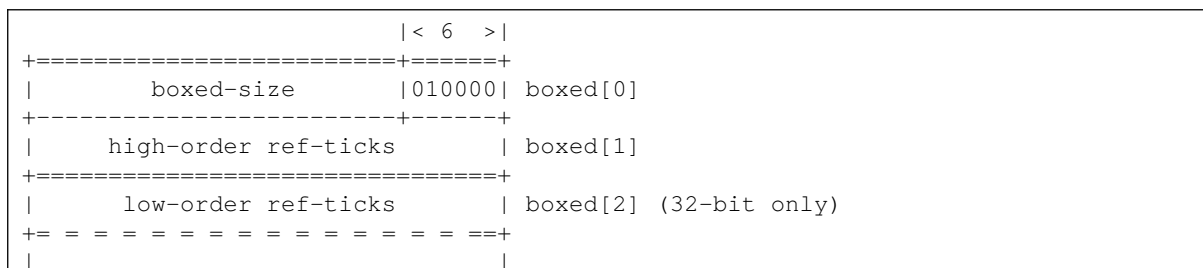 |< 6  >|
+=========================+======+
|        boxed-size       |010000| boxed[0]
+-------------------------+------+
|     high-order ref-ticks       | boxed[1]
+================================+
|      low-order ref-ticks       | boxed[2] (32-bit only)
+= = = = = = = = = = = = = = = ==+
|                                |